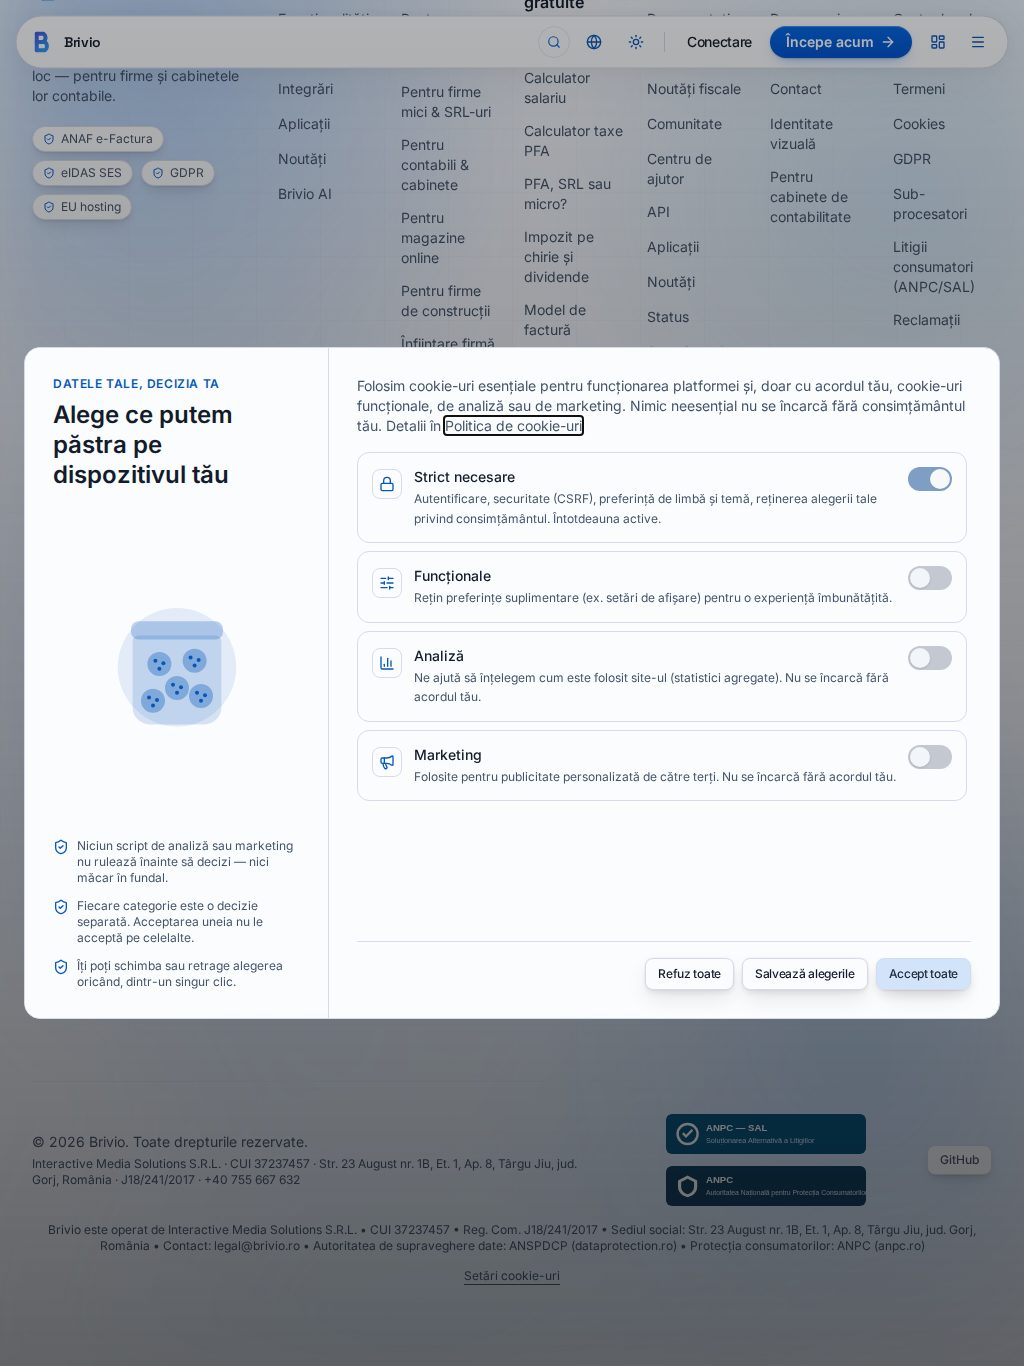 gratuite
Brivio
Conectare
Începe acum
loc — pentru firme și cabinetele
lor contabile.
ANAF e-Factura
eIDAS SES
GDPR
EU hosting
Integrări
Aplicații
Noutăți
Brivio AI
Pentru firme
mici & SRL-uri
Pentru
contabili &
cabinete
Pentru
magazine
online
Pentru firme
de construcții
Înființare firmă
Calculator
salariu
Calculator taxe
PFA
PFA, SRL sau
micro?
Impozit pe
chirie și
dividende
Model de
factură
Noutăți fiscale
Comunitate
Centru de
ajutor
API
Aplicații
Noutăți
Status
Contact
Identitate
vizuală
Pentru
cabinete de
contabilitate
Termeni
Cookies
GDPR
Sub-
procesatori
Litigii
consumatori
(ANPC/SAL)
Reclamații
DATELE TALE, DECIZIA TA
Alege ce putem
păstra pe
dispozitivul tău
Niciun script de analiză sau marketing
nu rulează înainte să decizi — nici
măcar în fundal.
Fiecare categorie este o decizie
separată. Acceptarea uneia nu le
acceptă pe celelalte.
Îți poți schimba sau retrage alegerea
oricând, dintr-un singur clic.
Folosim cookie-uri esențiale pentru funcționarea platformei și, doar cu acordul tău, cookie-uri
funcționale, de analiză sau de marketing. Nimic neesențial nu se încarcă fără consimțământul
tău. Detalii în Politica de cookie-uri
Strict necesare
Autentificare, securitate (CSRF), preferință de limbă și temă, reținerea alegerii tale
privind consimțământul. Întotdeauna active.
Funcționale
Rețin preferințe suplimentare (ex. setări de afișare) pentru o experiență îmbunătățită.
Analiză
Ne ajută să înțelegem cum este folosit site-ul (statistici agregate). Nu se încarcă fără
acordul tău.
Marketing
Folosite pentru publicitate personalizată de către terți. Nu se încarcă fără acordul tău.
Refuz toate
Salvează alegerile
Accept toate
© 2026 Brivio. Toate drepturile rezervate.
Interactive Media Solutions S.R.L. · CUI 37237457 · Str. 23 August nr. 1B, Et. 1, Ap. 8, Târgu Jiu, jud.
Gorj, România · J18/241/2017 · +40 755 667 632
ANPC — SAL
Soluționarea Alternativă a Litigiilor
ANPC
Autoritatea Națională pentru Protecția Consumatorilor
GitHub
Brivio este operat de Interactive Media Solutions S.R.L. • CUI 37237457 • Reg. Com. J18/241/2017 • Sediul social: Str. 23 August nr. 1B, Et. 1, Ap. 8, Târgu Jiu, jud. Gorj,
România • Contact: legal@brivio.ro • Autoritatea de supraveghere date: ANSPDCP (dataprotection.ro) • Protecția consumatorilor: ANPC (anpc.ro)
Setări cookie-uri